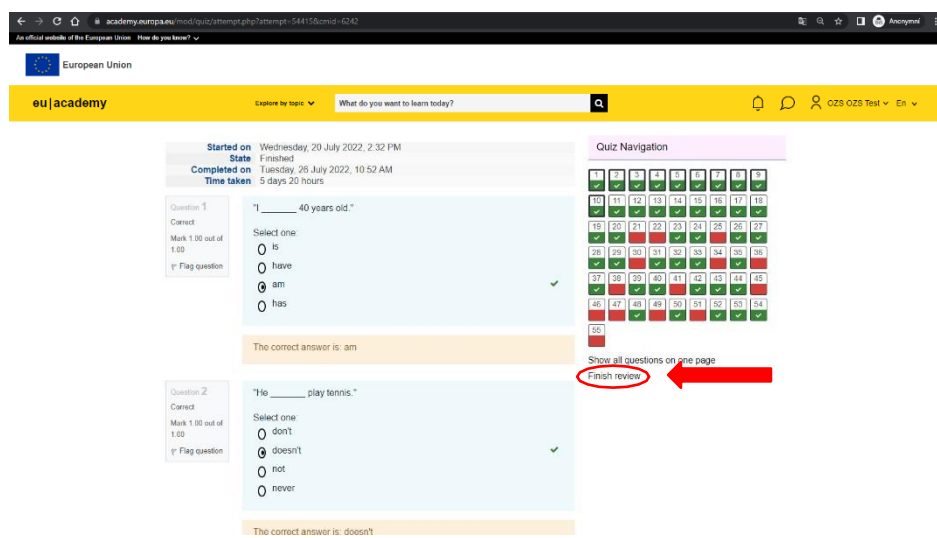 academy.europa.eu/mod/quiz/attempt.php?attempt=54415&cmid=6242
Anonymní
An official website of the European Union How do you know?
European Union
eu|academy
Explore by topic
What do you want to learn today?
OZS OZS Test
En
Started on Wednesday, 20 July 2022, 2:32 PM
State Finished
Completed on Tuesday, 26 July 2022, 10:52 AM
Time taken 5 days 20 hours
Question 1
Correct
Mark 1.00 out of
1.00
Flag question
"I _______ 40 years old."
Select one:
is
have
am
has
The correct answer is: am
Question 2
Correct
Mark 1.00 out of
1.00
Flag question
"He _______ play tennis."
Select one:
don't
doesn't
not
never
The correct answer is: doesn't
Quiz Navigation
1 2 3 4 5 6 7 8 9
10 11 12 13 14 15 16 17 18
19 20 21 22 23 24 25 26 27
28 29 30 31 32 33 34 35 36
37 38 39 40 41 42 43 44 45
46 47 48 49 50 51 52 53 54
55
Show all questions on one page
Finish review